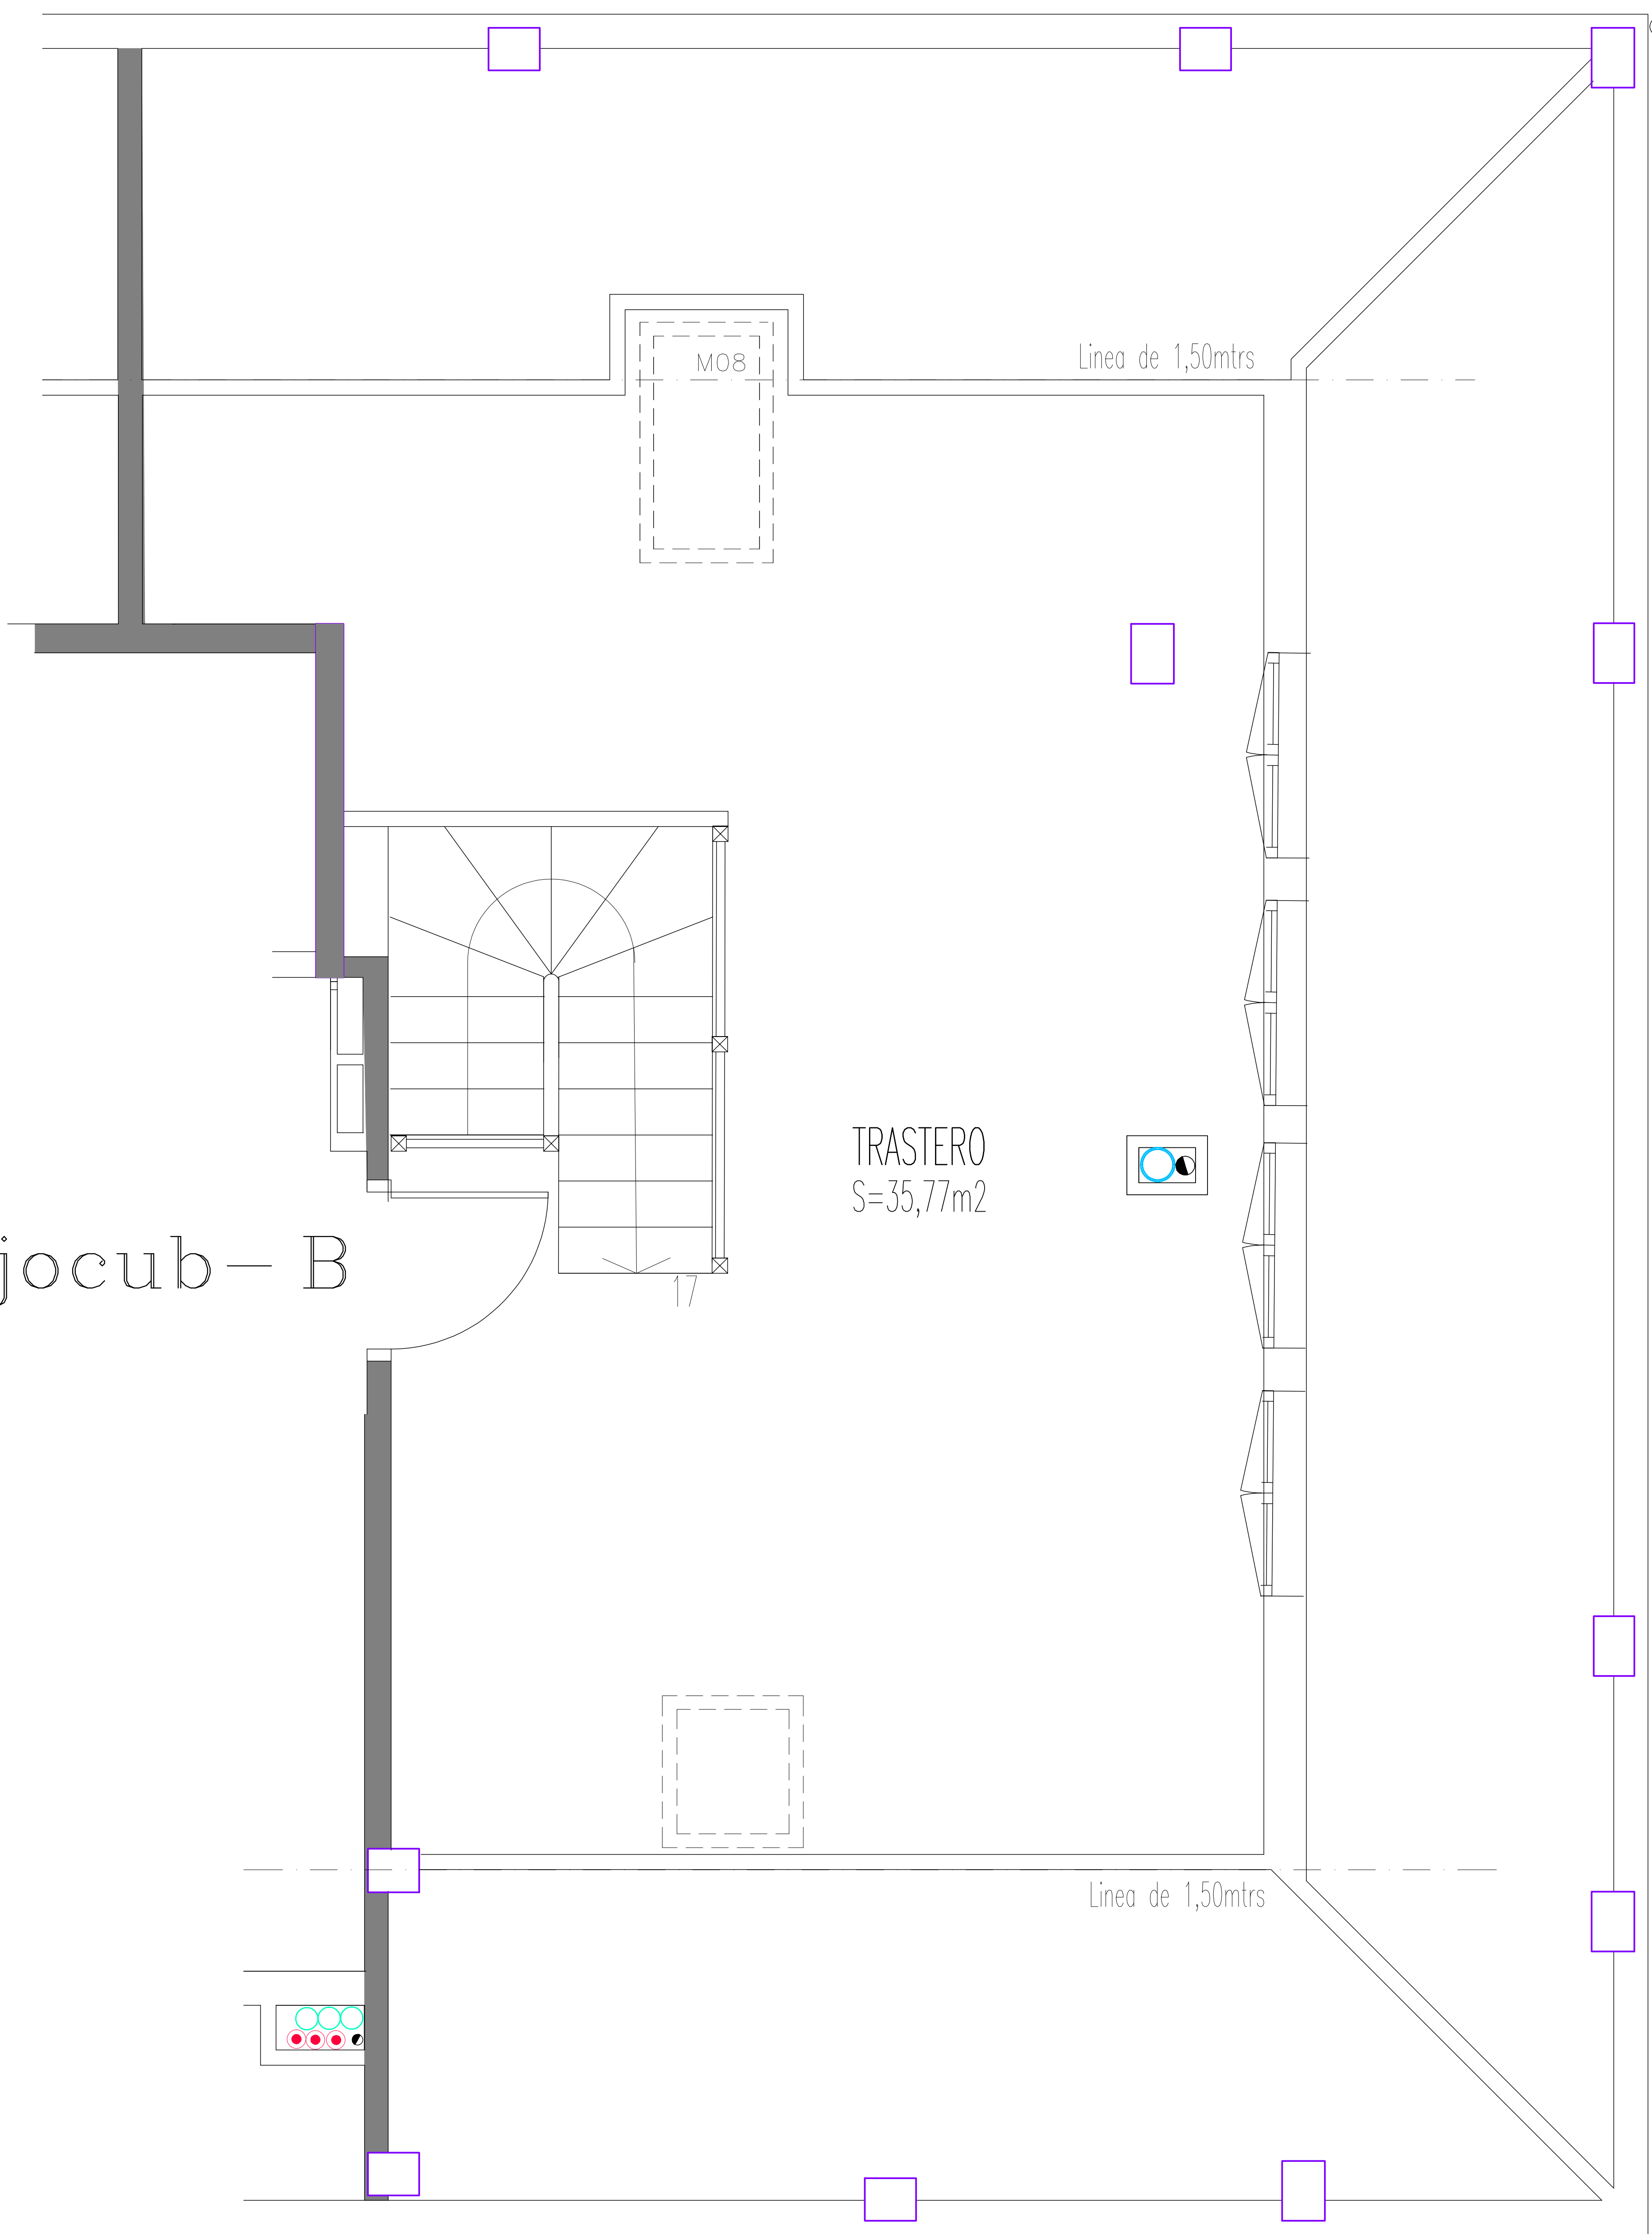 M08
Linea de 1,50mtrs
TRASTERO
S=35,77m2
jocub- B
17
Linea de 1,50mtrs